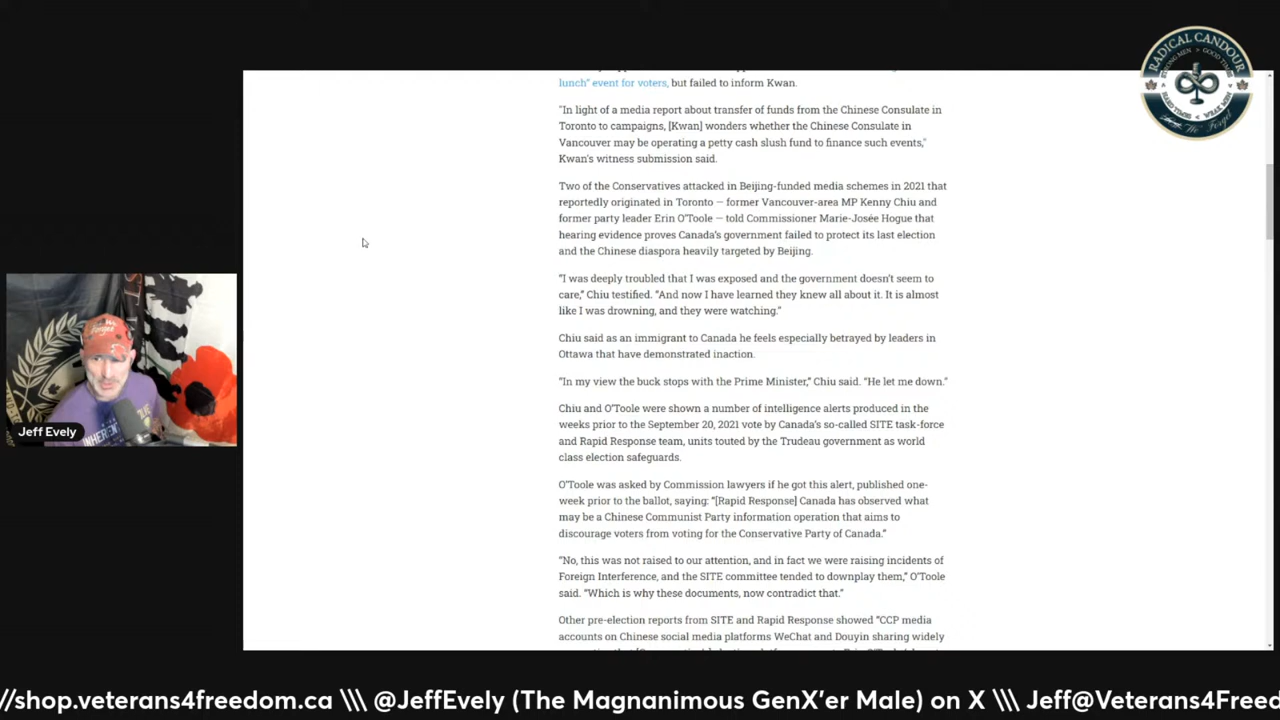 RADICAL CANDOUR
STRONG MEN > GOOD TIMES
HARD TIMES < WEAK MEN
lunch" event for voters, but failed to inform Kwan.
"In light of a media report about transfer of funds from the Chinese Consulate in
Toronto to campaigns, [Kwan] wonders whether the Chinese Consulate in
Vancouver may be operating a petty cash slush fund to finance such events,"
Kwan's witness submission said.
Two of the Conservatives attacked in Beijing-funded media schemes in 2021 that
reportedly originated in Toronto — former Vancouver-area MP Kenny Chiu and
former party leader Erin O'Toole — told Commissioner Marie-Josée Hogue that
hearing evidence proves Canada's government failed to protect its last election
and the Chinese diaspora heavily targeted by Beijing.
"I was deeply troubled that I was exposed and the government doesn't seem to
care," Chiu testified. "And now I have learned they knew all about it. It is almost
like I was drowning, and they were watching."
Chiu said as an immigrant to Canada he feels especially betrayed by leaders in
Ottawa that have demonstrated inaction.
"In my view the buck stops with the Prime Minister," Chiu said. "He let me down."
Chiu and O'Toole were shown a number of intelligence alerts produced in the
weeks prior to the September 20, 2021 vote by Canada's so-called SITE task-force
and Rapid Response team, units touted by the Trudeau government as world
class election safeguards.
O'Toole was asked by Commission lawyers if he got this alert, published one-
week prior to the ballot, saying: "[Rapid Response] Canada has observed what
may be a Chinese Communist Party information operation that aims to
discourage voters from voting for the Conservative Party of Canada."
"No, this was not raised to our attention, and in fact we were raising incidents of
Foreign Interference, and the SITE committee tended to downplay them," O'Toole
said. "Which is why these documents, now contradict that."
Other pre-election reports from SITE and Rapid Response showed "CCP media
accounts on Chinese social media platforms WeChat and Douyin sharing widely
Jeff Evely
//shop.veterans4freedom.ca \\\ @JeffEvely (The Magnanimous GenX'er Male) on X \\\ Jeff@Veterans4Freed